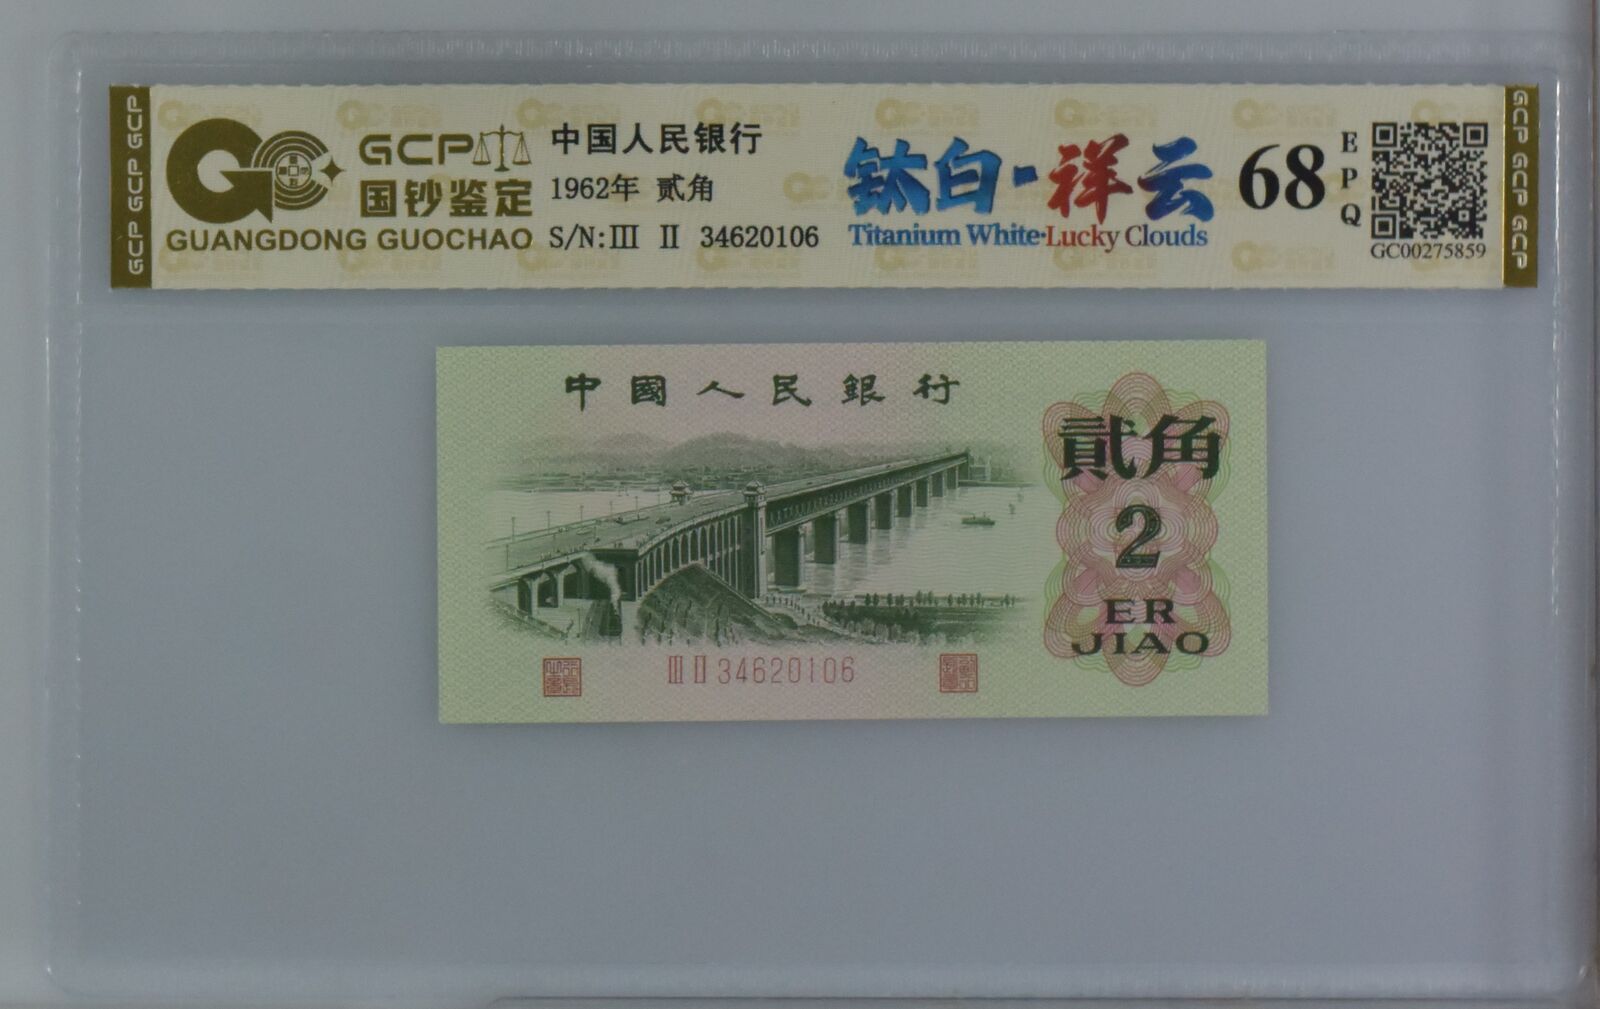 GCP GCP GCP
GCP
国钞鉴定
GUANGDONG GUOCHAO
中国人民银行
1962年 贰角
S/N:Ⅲ Ⅱ 34620106
钛白·祥云
Titanium White·Lucky Clouds
68
EPQ
GC00275859
GCP GCP GCP
中國人民銀行
貳角
2
ER
JIAO
Ⅲ Ⅱ 34620106